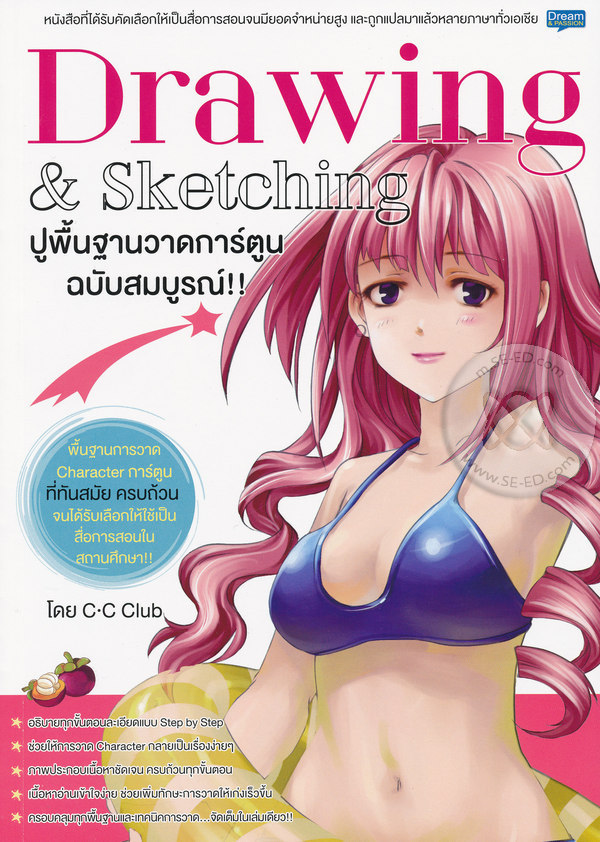 หนังสือที่ได้รับคัดเลือกให้เป็นสื่อการสอนจนมียอดจำหน่ายสูง และถูกแปลมาแล้วหลายภาษาทั่วเอเชีย
Dream
& PASSION
Drawing
& Sketching
ปูพื้นฐานวาดการ์ตูน
ฉบับสมบูรณ์!!
m.SE-ED.com
www.SE-ED.com
พื้นฐานการวาด
Character การ์ตูน
ที่ทันสมัย ครบถ้วน
จนได้รับเลือกให้ใช้เป็น
สื่อการสอนใน
สถานศึกษา!!
โดย C•C Club
อธิบายทุกขั้นตอนละเอียดแบบ Step by Step
ช่วยให้การวาด Character กลายเป็นเรื่องง่ายๆ
ภาพประกอบเนื้อหาชัดเจน ครบถ้วนทุกขั้นตอน
เนื้อหาอ่านเข้าใจง่าย ช่วยเพิ่มทักษะการวาดให้เก่งเร็วขึ้น
ครอบคลุมทุกพื้นฐานและเทคนิคการวาด...จัดเต็มในเล่มเดียว!!